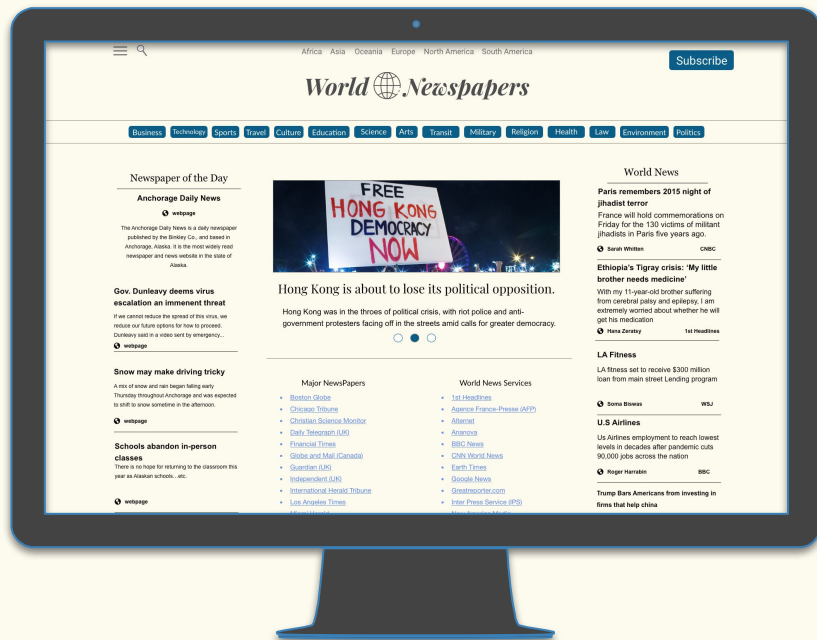 Africa Asia Oceania Europe North America South America
Subscribe
World Newspapers
Business Technology Sports Travel Culture Education Science Arts Transit Military Religion Health Law Environment Politics
Newspaper of the Day
Anchorage Daily News
webpage
The Anchorage Daily News is a daily newspaper
published by the Binkley Co., and based in
Anchorage, Alaska. It is the most widely read
newspaper and news website in the state of
Alaska.
Gov. Dunleavy deems virus
escalation an immenent threat
If we cannot reduce the spread of this virus, we
reduce our future options for how to proceed.
Dunleavy said in a video sent by emergency...
webpage
Snow may make driving tricky
A mix of snow and rain began falling early
Thursday throughout Anchorage and was expected
to shift to snow sometime in the afternoon.
webpage
Schools abandon in-person
classes
There is no hope for returning to the classroom this
year as Alaskan schools...etc.
webpage
FREE
HONG KONG
DEMOCRACY
NOW
Hong Kong is about to lose its political opposition.
Hong Kong was in the throes of political crisis, with riot police and anti-
government protesters facing off in the streets amid calls for greater democracy.
Major NewsPapers
Boston Globe
Chicago Tribune
Christian Science Monitor
Daily Telegraph (UK)
Financial Times
Globe and Mail (Canada)
Guardian (UK)
Independent (UK)
International Herald Tribune
Los Angeles Times
World News Services
1st Headlines
Agence France-Presse (AFP)
Alternet
Ananova
BBC News
CNN World News
Earth Times
Google News
Greatreporter.com
Inter Press Service (IPS)
World News
Paris remembers 2015 night of
jihadist terror
France will hold commemorations on
Friday for the 130 victims of militant
jihadists in Paris five years ago.
Sarah Whitten CNBC
Ethiopia's Tigray crisis: 'My little
brother needs medicine'
With my 11-year-old brother suffering
from cerebral palsy and epilepsy, I am
extremely worried about whether he will
get his medication
Hana Zeratsy 1st Headlines
LA Fitness
LA fitness set to receive $300 million
loan from main street Lending program
Soma Biswas WSJ
U.S Airlines
Us Airlines employment to reach lowest
levels in decades after pandemic cuts
90,000 jobs across the nation
Roger Harrabin BBC
Trump Bars Americans from investing in
firms that help china